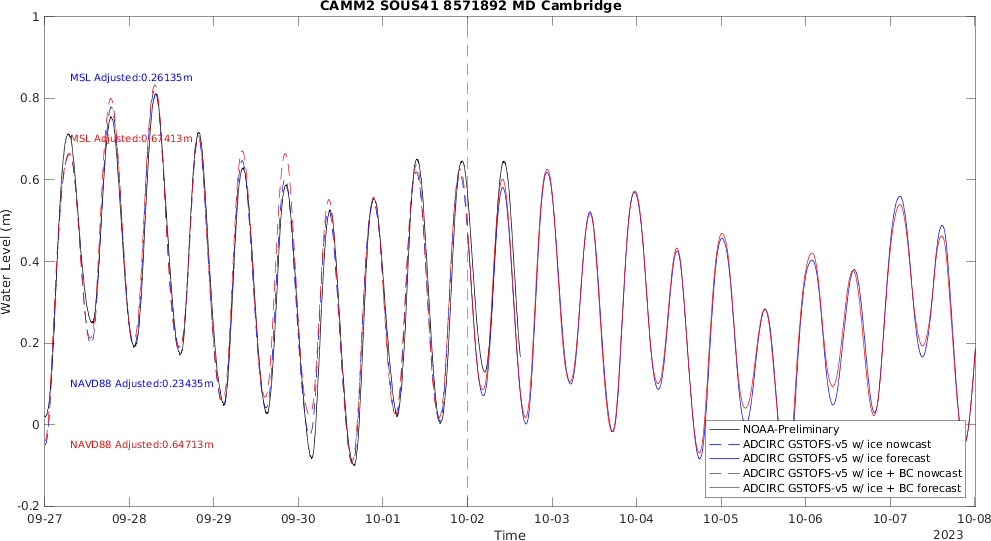 CAMM2 SOUS41 8571892 MD Cambridge
1
MSL Adjusted:0.26135m
0.8
MSL Adjusted:0.67413m
0.6
Water Level (m)
0.4
0.2
NAVD88 Adjusted:0.23435m
0
NAVD88 Adjusted:0.64713m
NOAA-Preliminary
ADCIRC GSTOFS-v5 w/ ice nowcast
ADCIRC GSTOFS-v5 w/ ice forecast
ADCIRC GSTOFS-v5 w/ ice + BC nowcast
ADCIRC GSTOFS-v5 w/ ice + BC forecast
-0.2
09-27 09-28 09-29 09-30 10-01 10-02 10-03 10-04 10-05 10-06 10-07 10-08
Time
2023